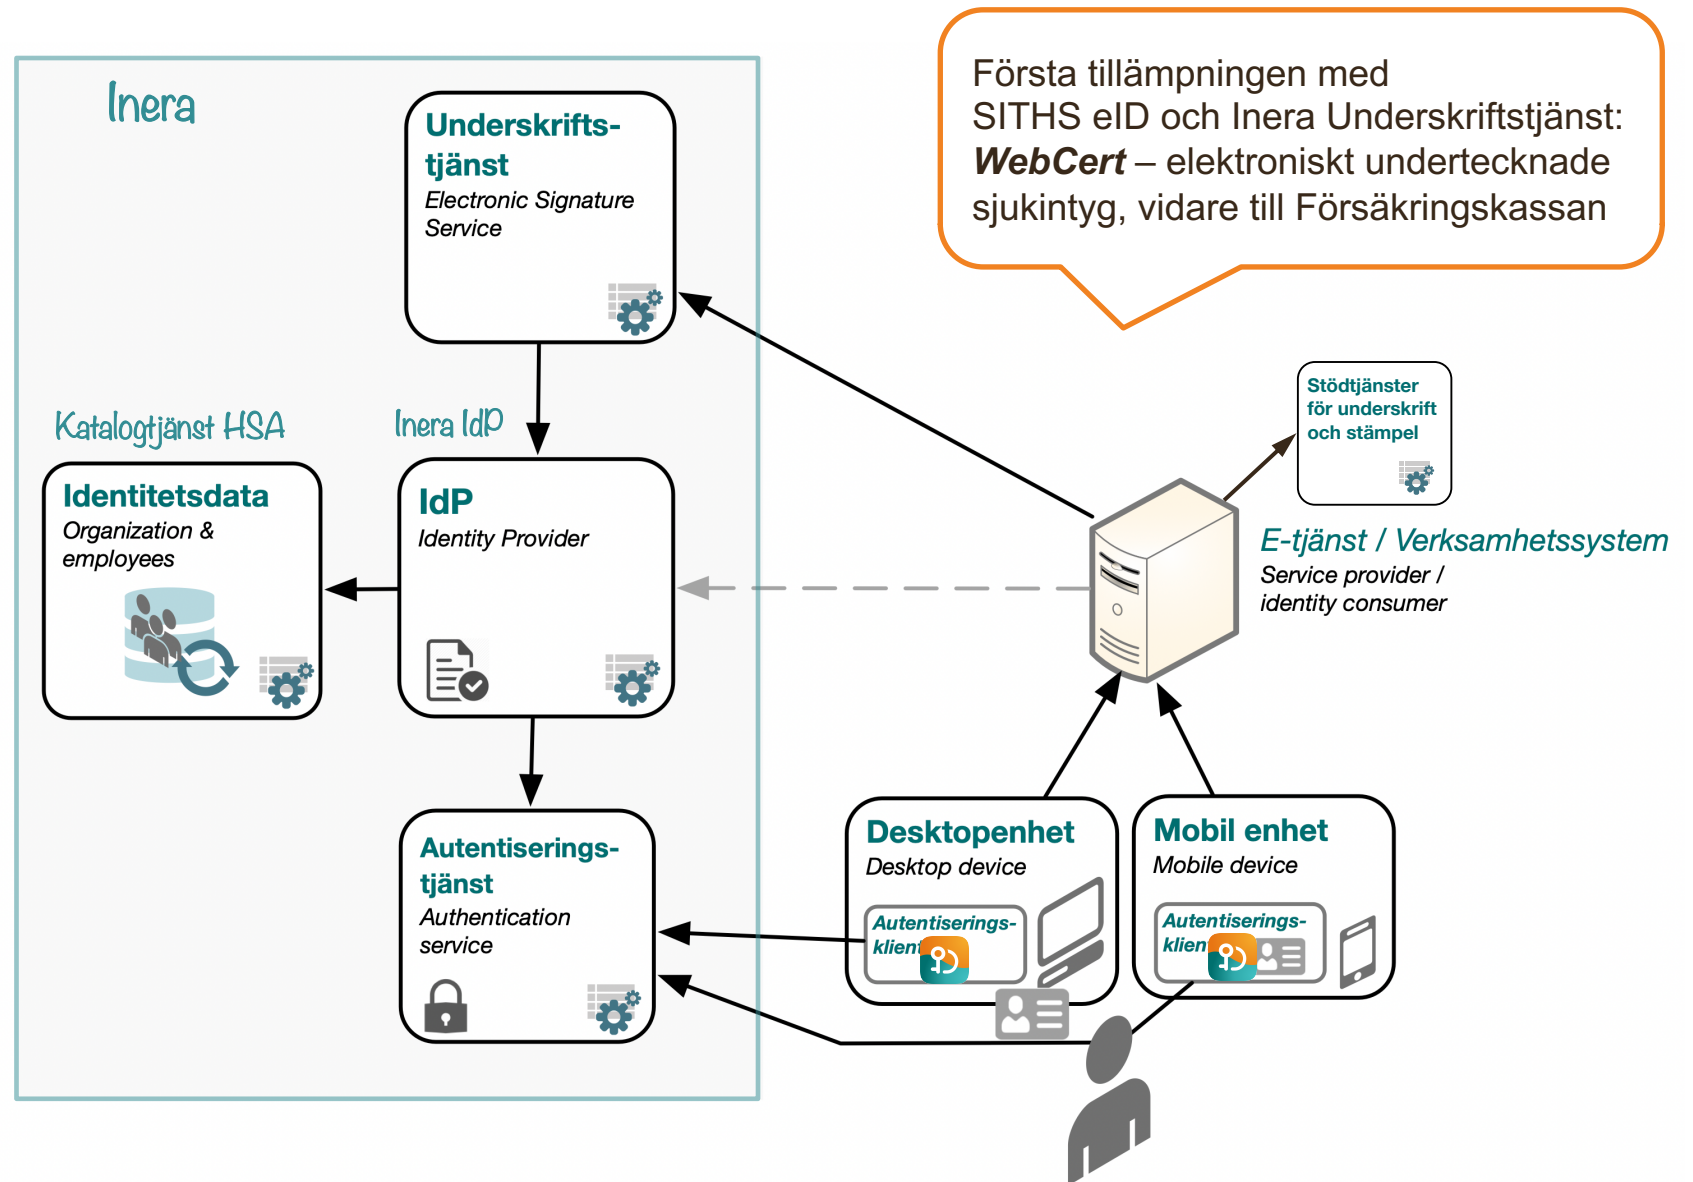 Inera
Underskrifts-
tjänst
Electronic Signature
Service
Första tillämpningen med
SITHS eID och Inera Underskriftstjänst:
WebCert – elektroniskt undertecknade
sjukintyg, vidare till Försäkringskassan
Stödtjänster
för underskrift
och stämpel
Katalogtjänst HSA
Inera IdP
Identitetsdata
Organization &
employees
IdP
Identity Provider
E-tjänst / Verksamhetssystem
Service provider /
identity consumer
Autentiserings-
tjänst
Authentication
service
Desktopenhet
Desktop device
Autentiserings-
klient
Mobil enhet
Mobile device
Autentiserings-
klien